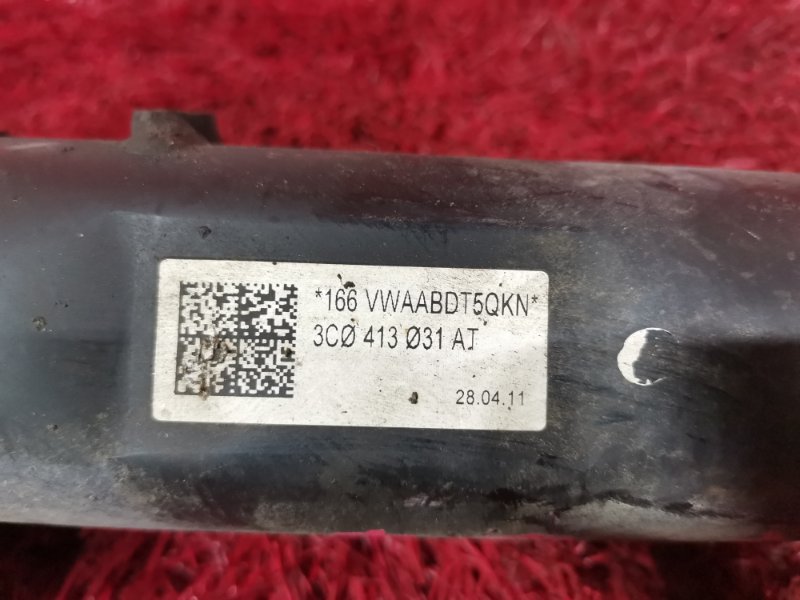 *166 VWAABDT5QKN*
3CØ 413 Ø31 AT
28.04.11